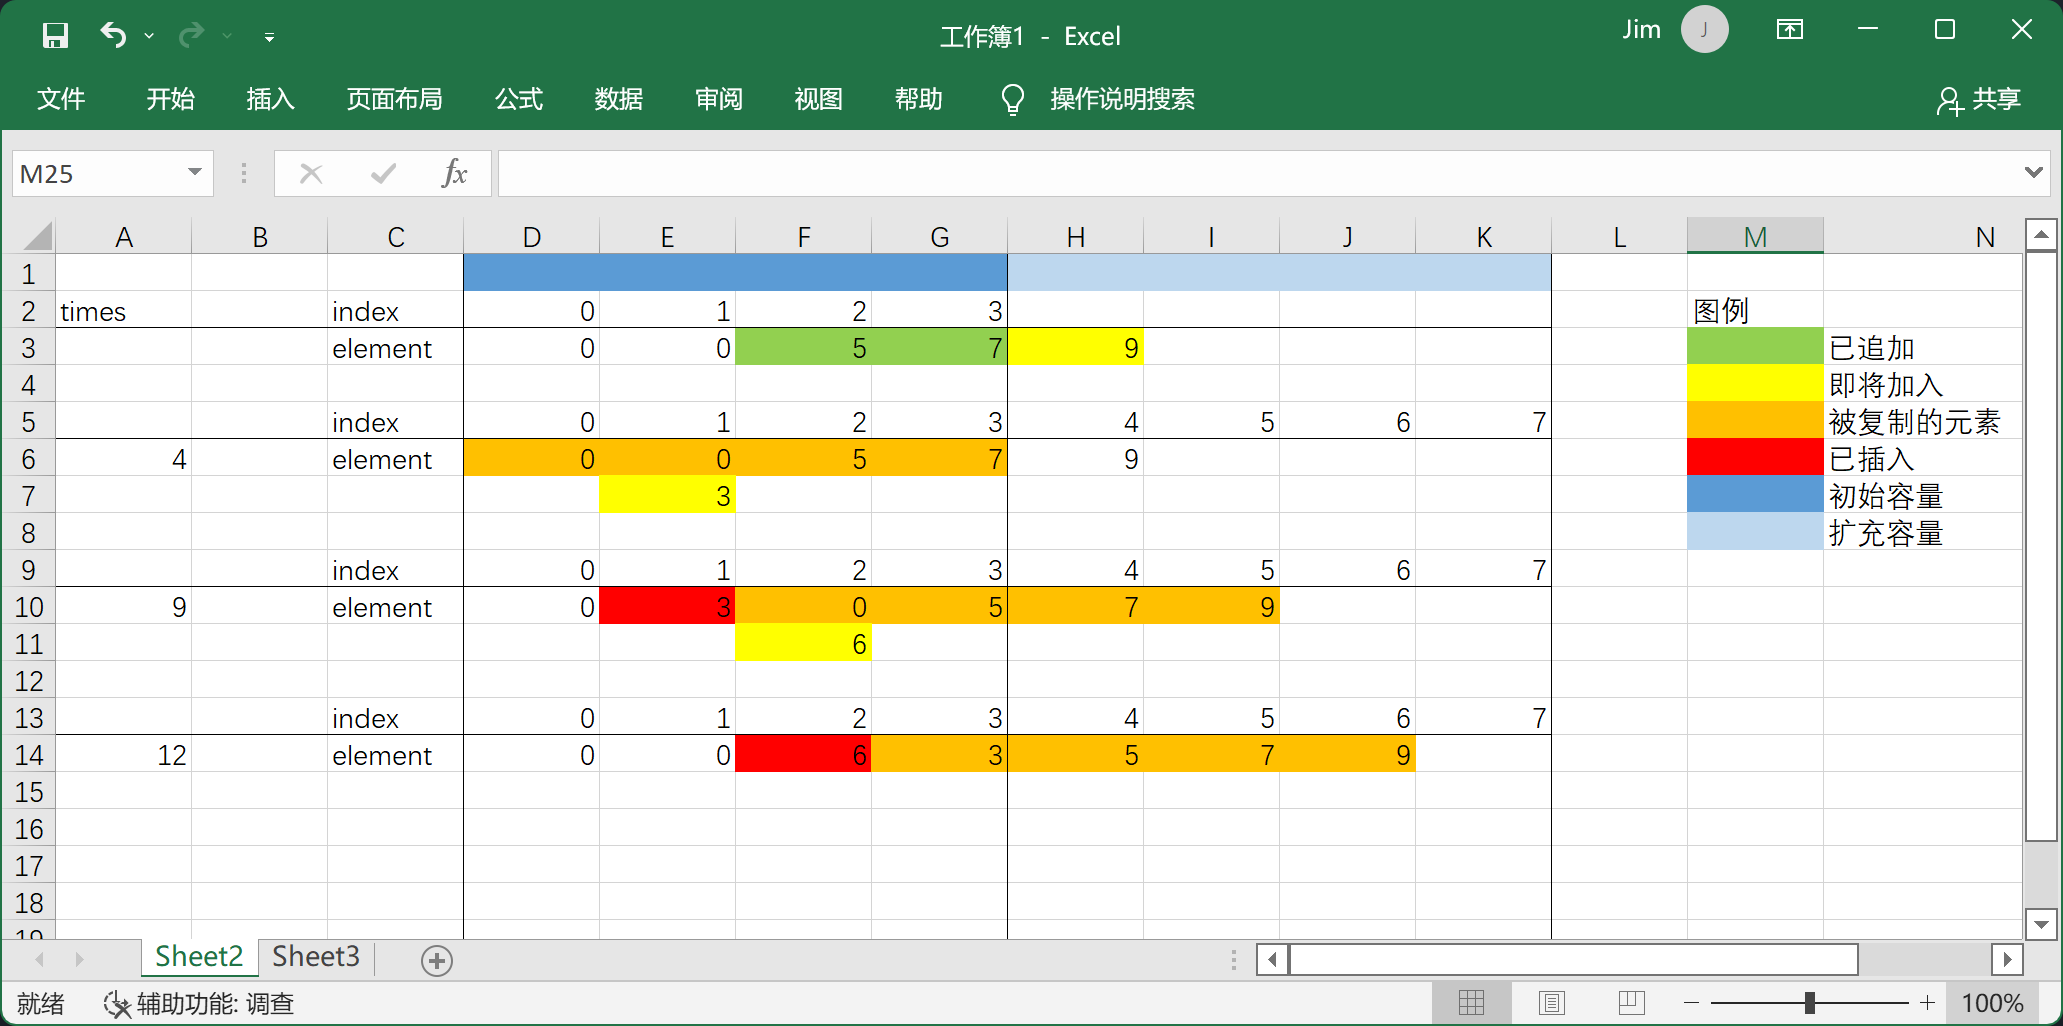 工作簿1 - Excel
Jim
J
文件 开始 插入 页面布局 公式 数据 审阅 视图 帮助 操作说明搜索 共享
M25 fx
A B C D E F G H I J K L M N
1
2 times index 0 1 2 3 图例
3 element 0 0 5 7 9 已追加
4 即将加入
5 index 0 1 2 3 4 5 6 7 被复制的元素
6 4 element 0 0 5 7 9 已插入
7 3 初始容量
8 扩充容量
9 index 0 1 2 3 4 5 6 7
10 9 element 0 3 0 5 7 9
11 6
12
13 index 0 1 2 3 4 5 6 7
14 12 element 0 0 6 3 5 7 9
15
16
17
18
19
Sheet2 Sheet3
就绪 辅助功能: 调查 100%